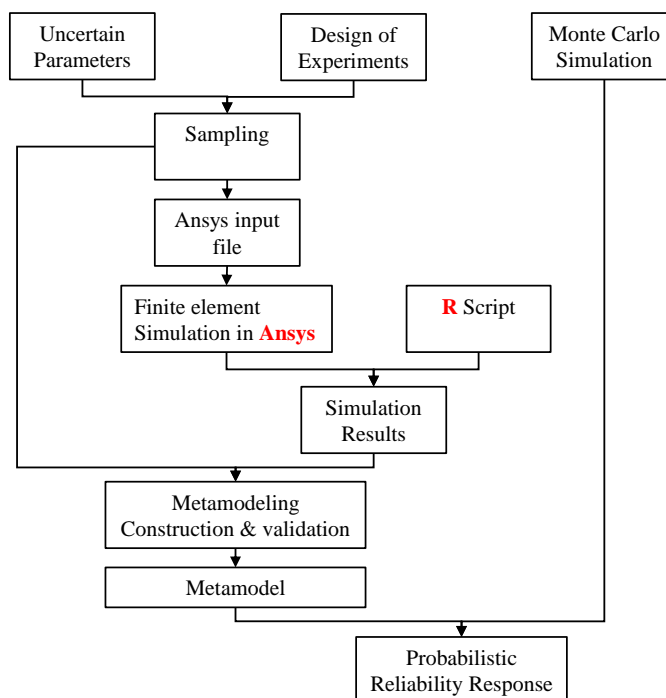 Uncertain
Parameters
Design of
Experiments
Monte Carlo
Simulation
Sampling
Ansys input
file
Finite element
Simulation in Ansys
R Script
Simulation
Results
Metamodeling
Construction & validation
Metamodel
Probabilistic
Reliability Response